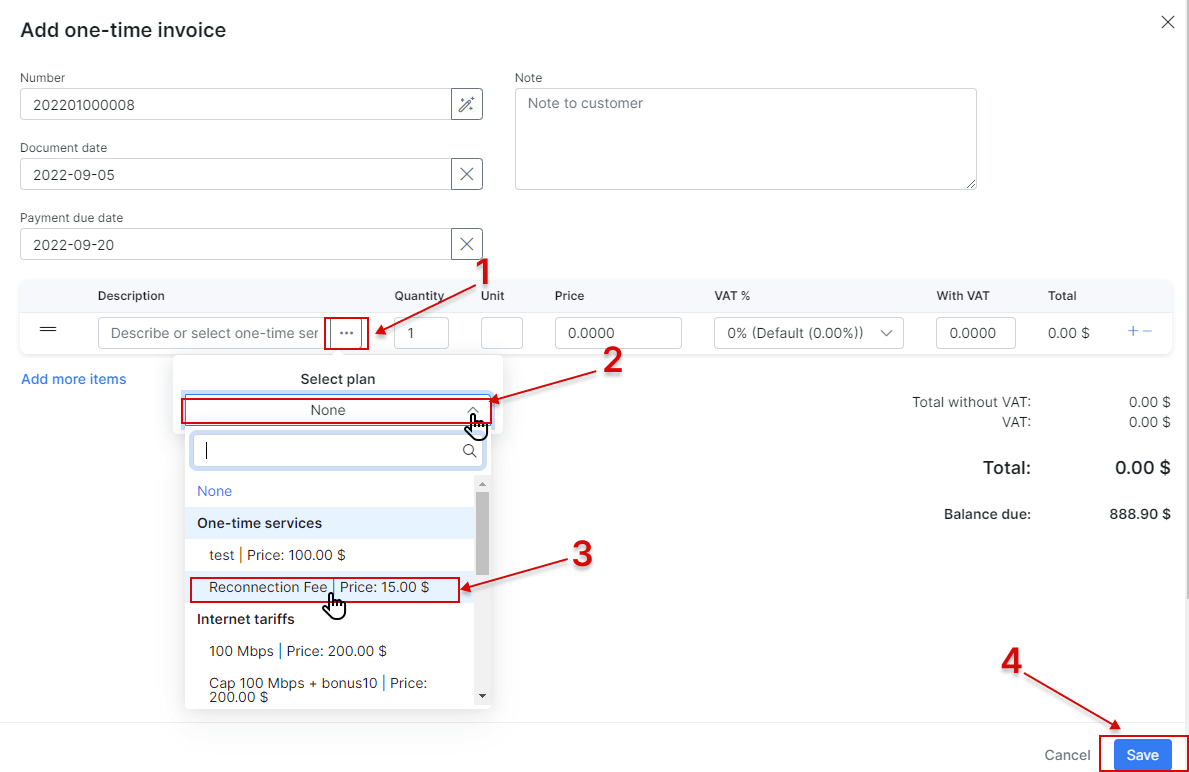 Add one-time invoice
Number
202201000008
Note
Note to customer
Document date
2022-09-05
Payment due date
2022-09-20
1
Description Quantity Unit Price VAT % With VAT Total
Describe or select one-time ser ··· 1 0.0000 0% (Default (0.00%)) 0.0000 0.00 $ + −
2
Add more items
Select plan
None
Total without VAT: 0.00 $
VAT: 0.00 $
Total: 0.00 $
Balance due: 888.90 $
None
One-time services
test | Price: 100.00 $
3
Reconnection Fee | Price: 15.00 $
Internet tariffs
100 Mbps | Price: 200.00 $
Cap 100 Mbps + bonus10 | Price:
200.00 $
4
Cancel Save